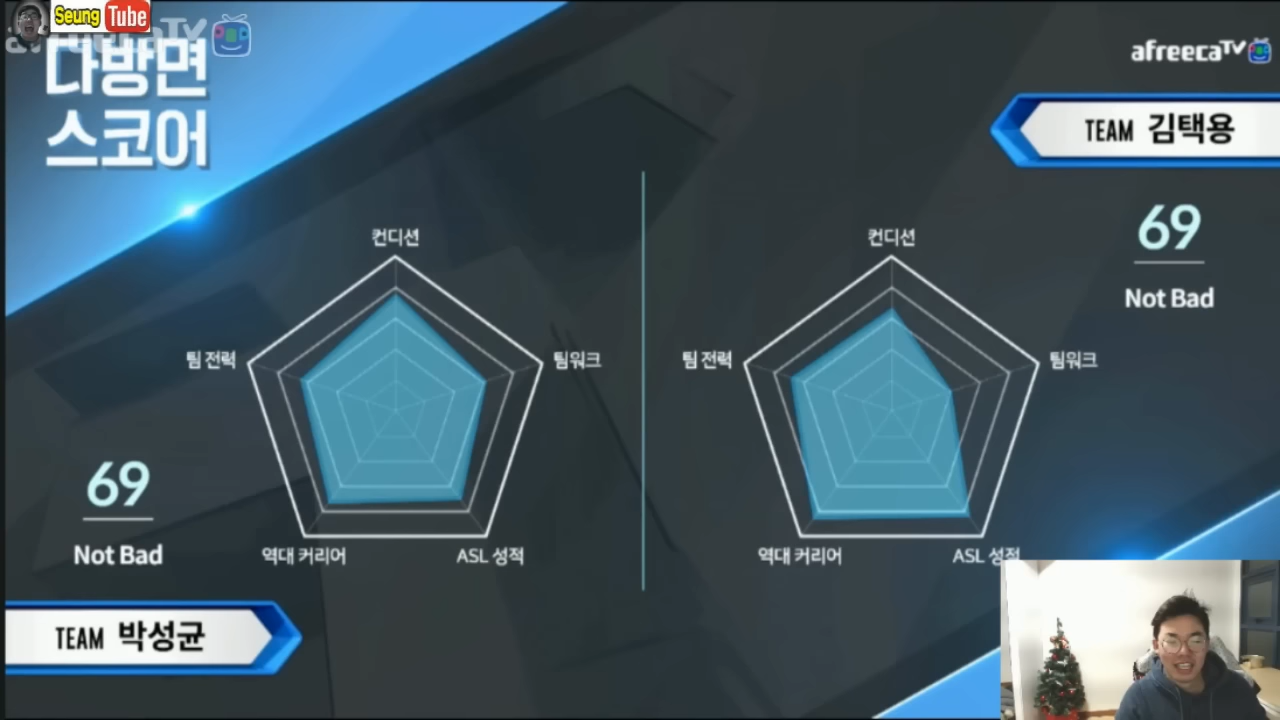 Seung Tube
afreecaTV
다방면
스코어
afreecaTV
TEAM 김택용
69
Not Bad
컨디션
팀 전력
팀워크
역대 커리어
ASL 성적
컨디션
팀 전력
팀워크
역대 커리어
ASL 성적
69
Not Bad
TEAM 박성균